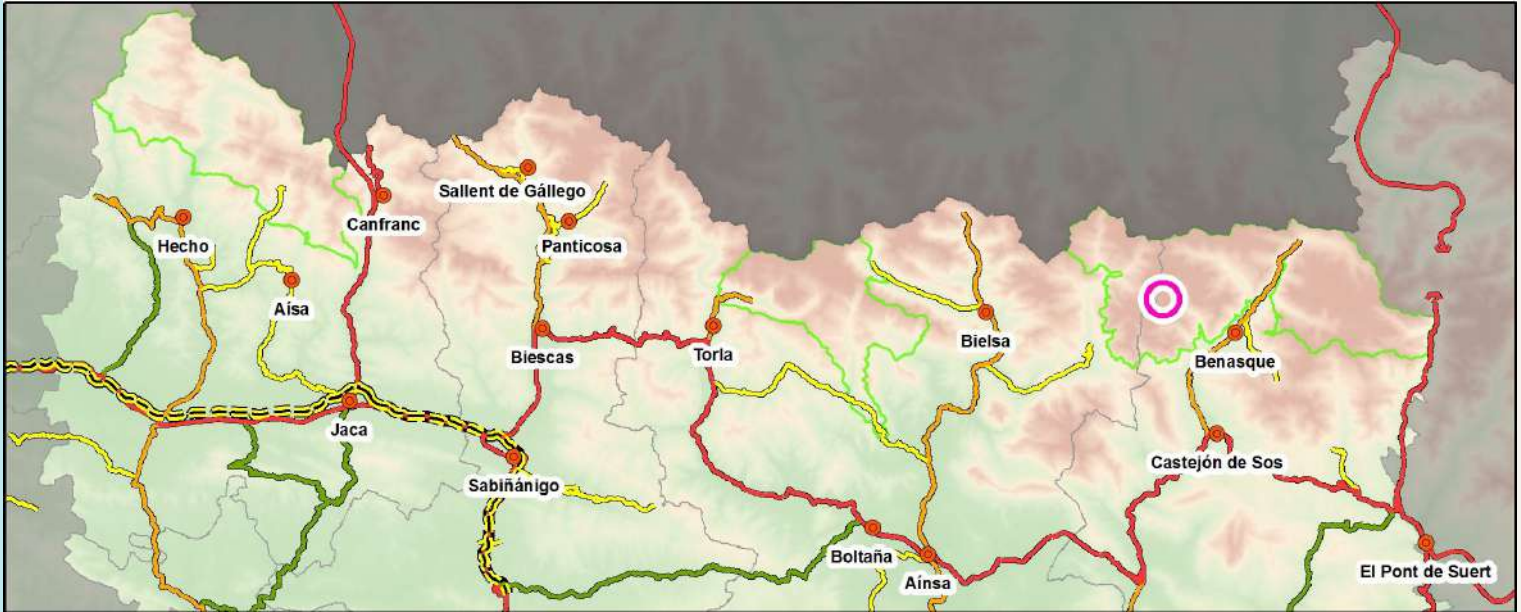 Sallent de Gállego
Canfranc
Hecho
Panticosa
Aísa
Biescas
Torla
Bielsa
Benasque
Jaca
Castejón de Sos
Sabiñánigo
Boltaña
Aínsa
El Pont de Suert